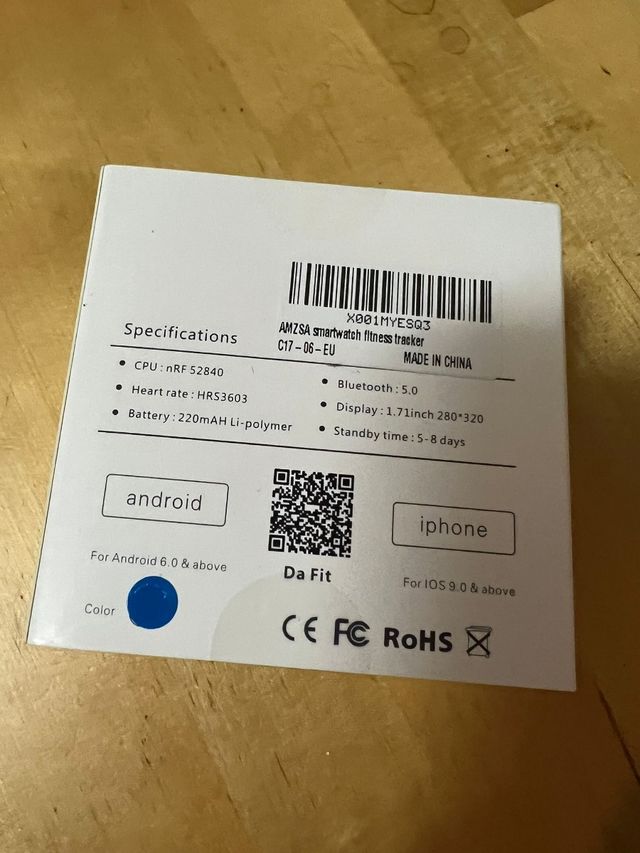 X001MYESQ3
AMZSA smartwatch fitness tracker
C17-06-EU MADE IN CHINA
Specifications
• CPU : nRF 52840
• Heart rate : HRS3603
• Battery : 220mAH Li-polymer
• Bluetooth : 5.0
• Display : 1.71inch 280*320
• Standby time : 5-8 days
android
For Android 6.0 & above
Da Fit
iphone
For IOS 9.0 & above
Color
CE FC RoHS